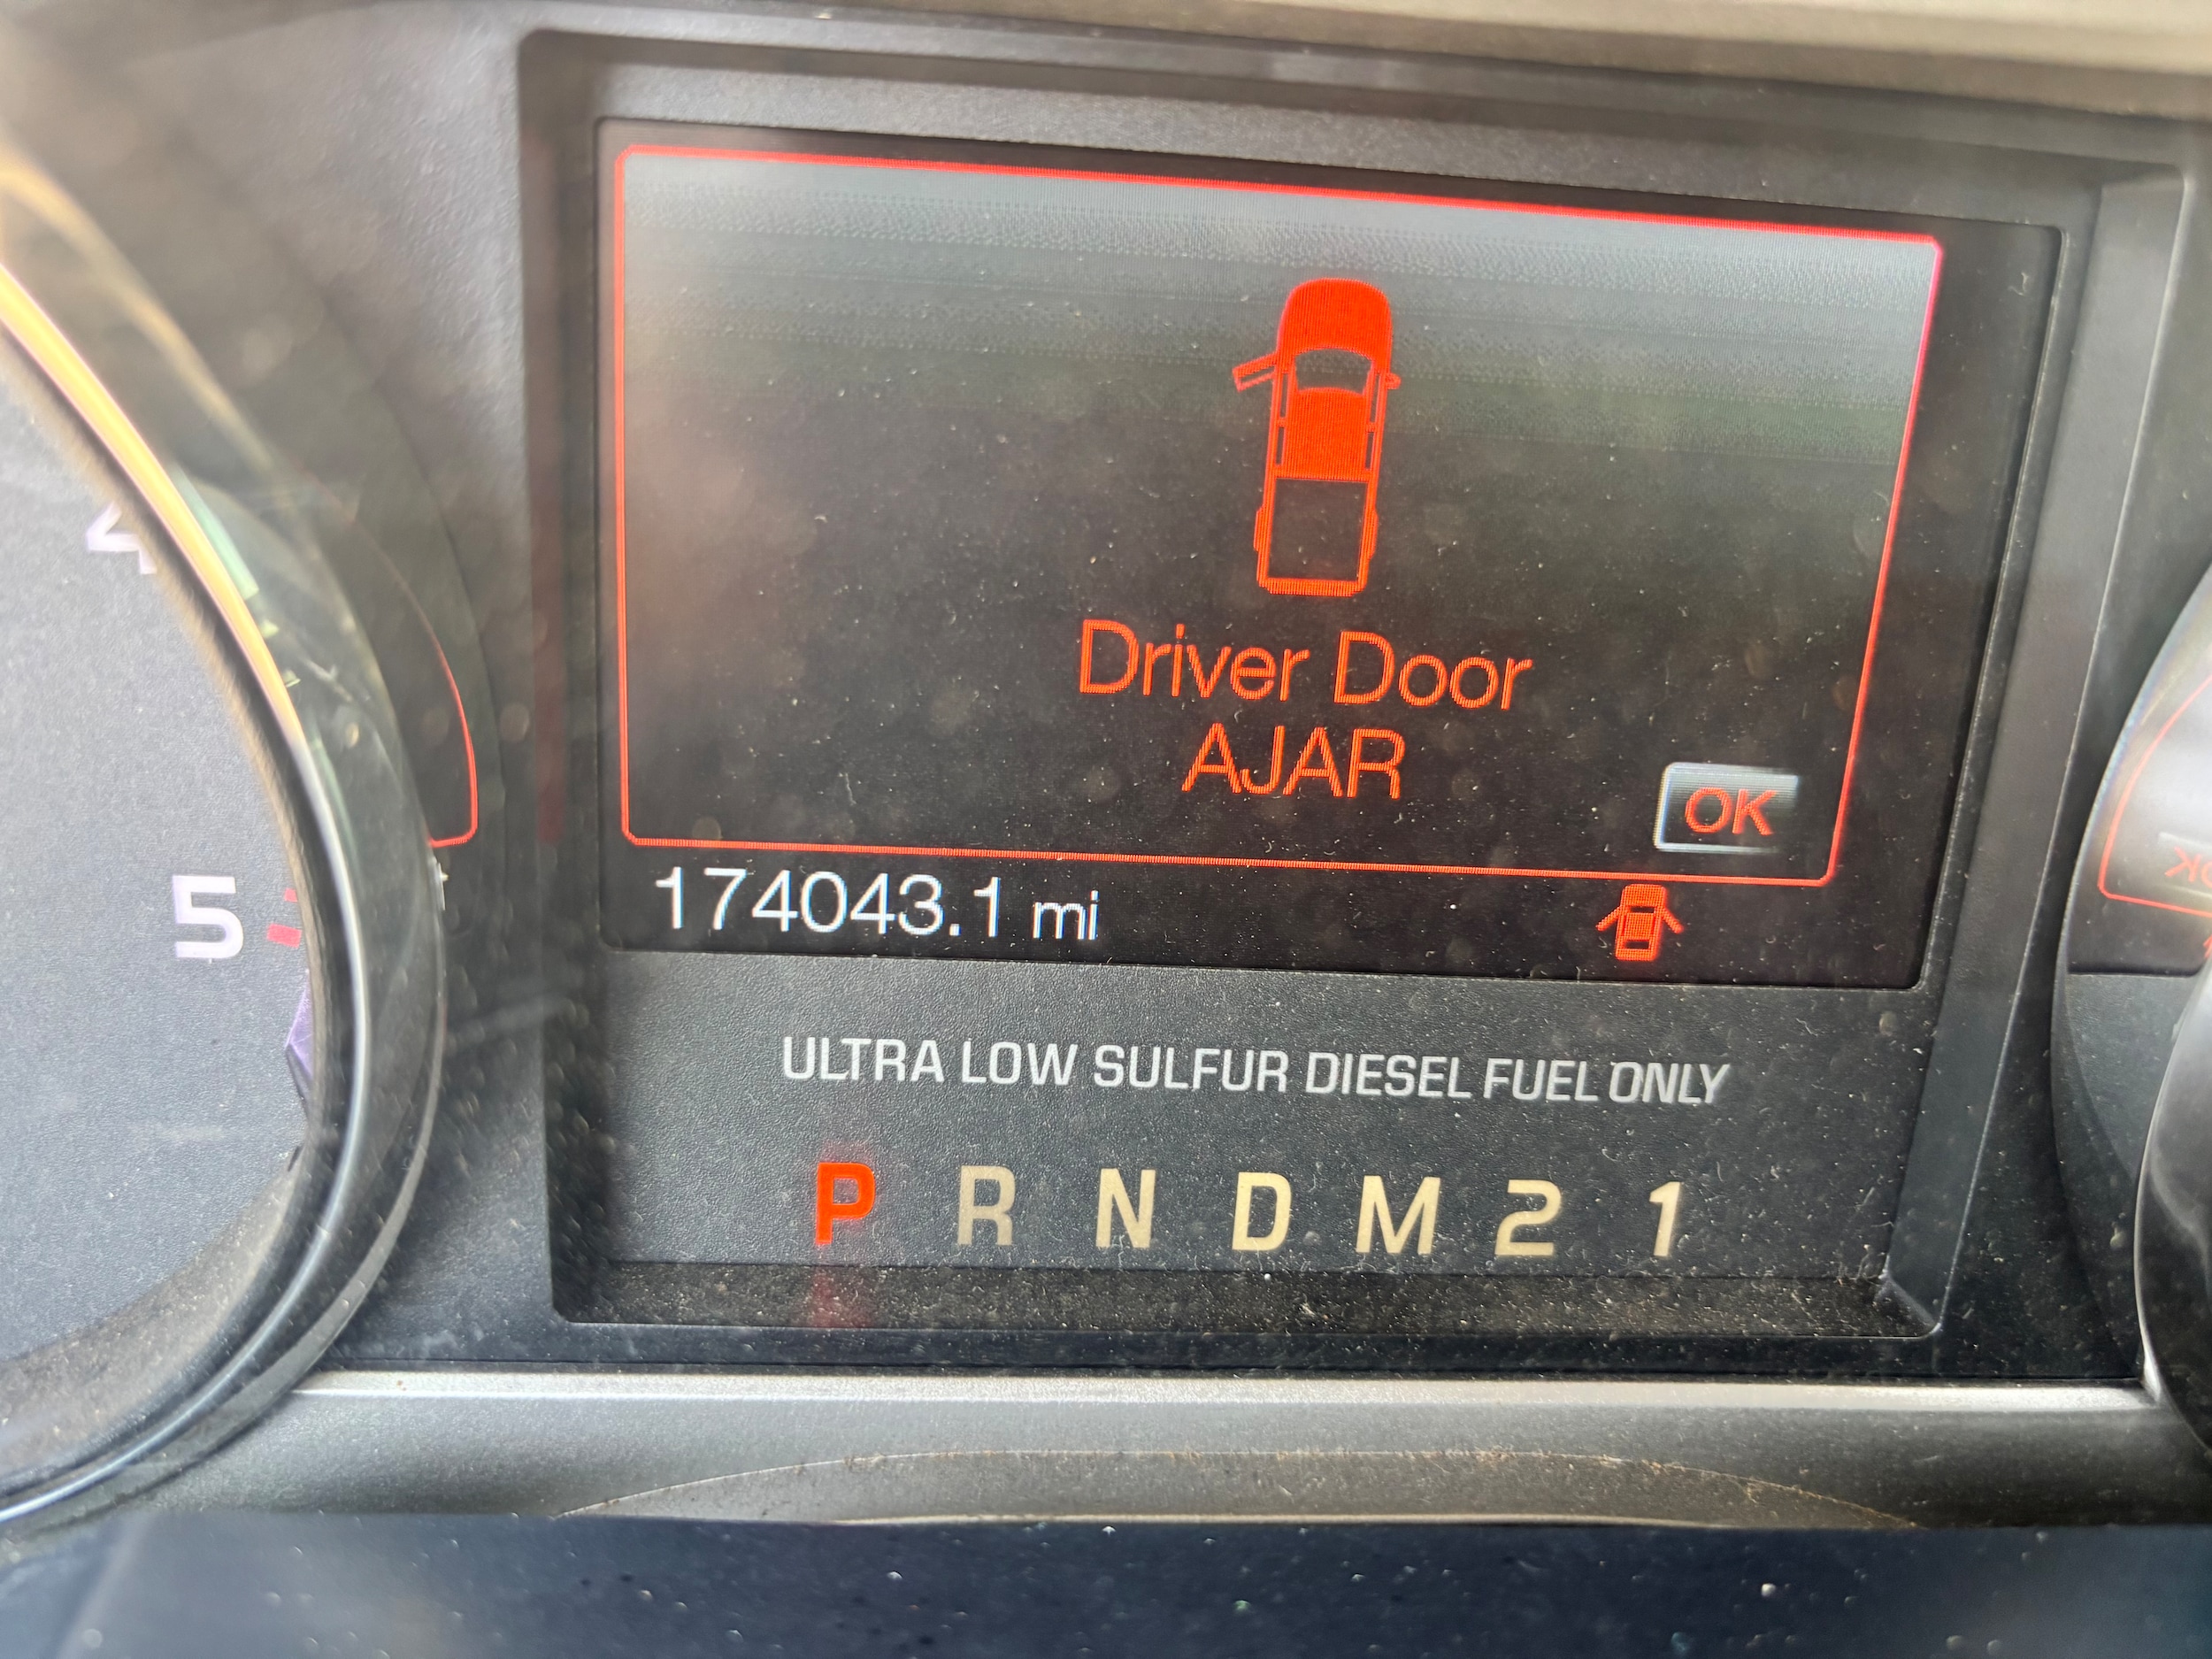 4
5
Driver Door
AJAR
OK
174043.1 mi
ULTRA LOW SULFUR DIESEL FUEL ONLY
P R N D M 2 1